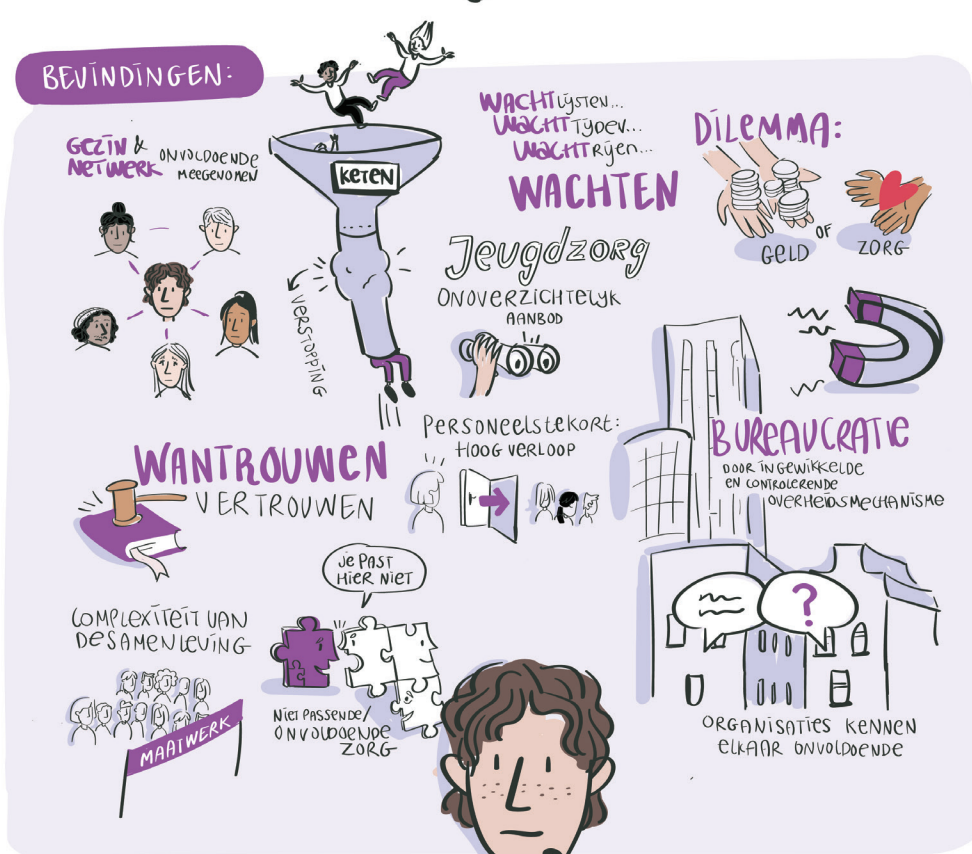 BEVINDINGEN:
GEZIN &
NETWERK ONVOLDOENDE
MEEGENOMEN
KETEN
VERSTOPPING
WACHTLIJSTEN...
WACHTTIJDEN...
WACHTRIJEN...
WACHTEN
DILEMMA:
GELD OF ZORG
Jeugdzorg
ONOVERZICHTELIJK
AANBOD
PERSONEELSTEKORT:
HOOG VERLOOP
BUREAUCRATIE
DOOR INGEWIKKELDE
EN CONTROLERENDE
OVERHEIDSMECHANISME
WANTROUWEN
VERTROUWEN
COMPLEXITEIT VAN
DE SAMENLEVING
MAATWERK
JE PAST
HIER NIET
NIET PASSENDE/
ONVOLDOENDE
ZORG
?
ORGANISATIES KENNEN
ELKAAR ONVOLDOENDE